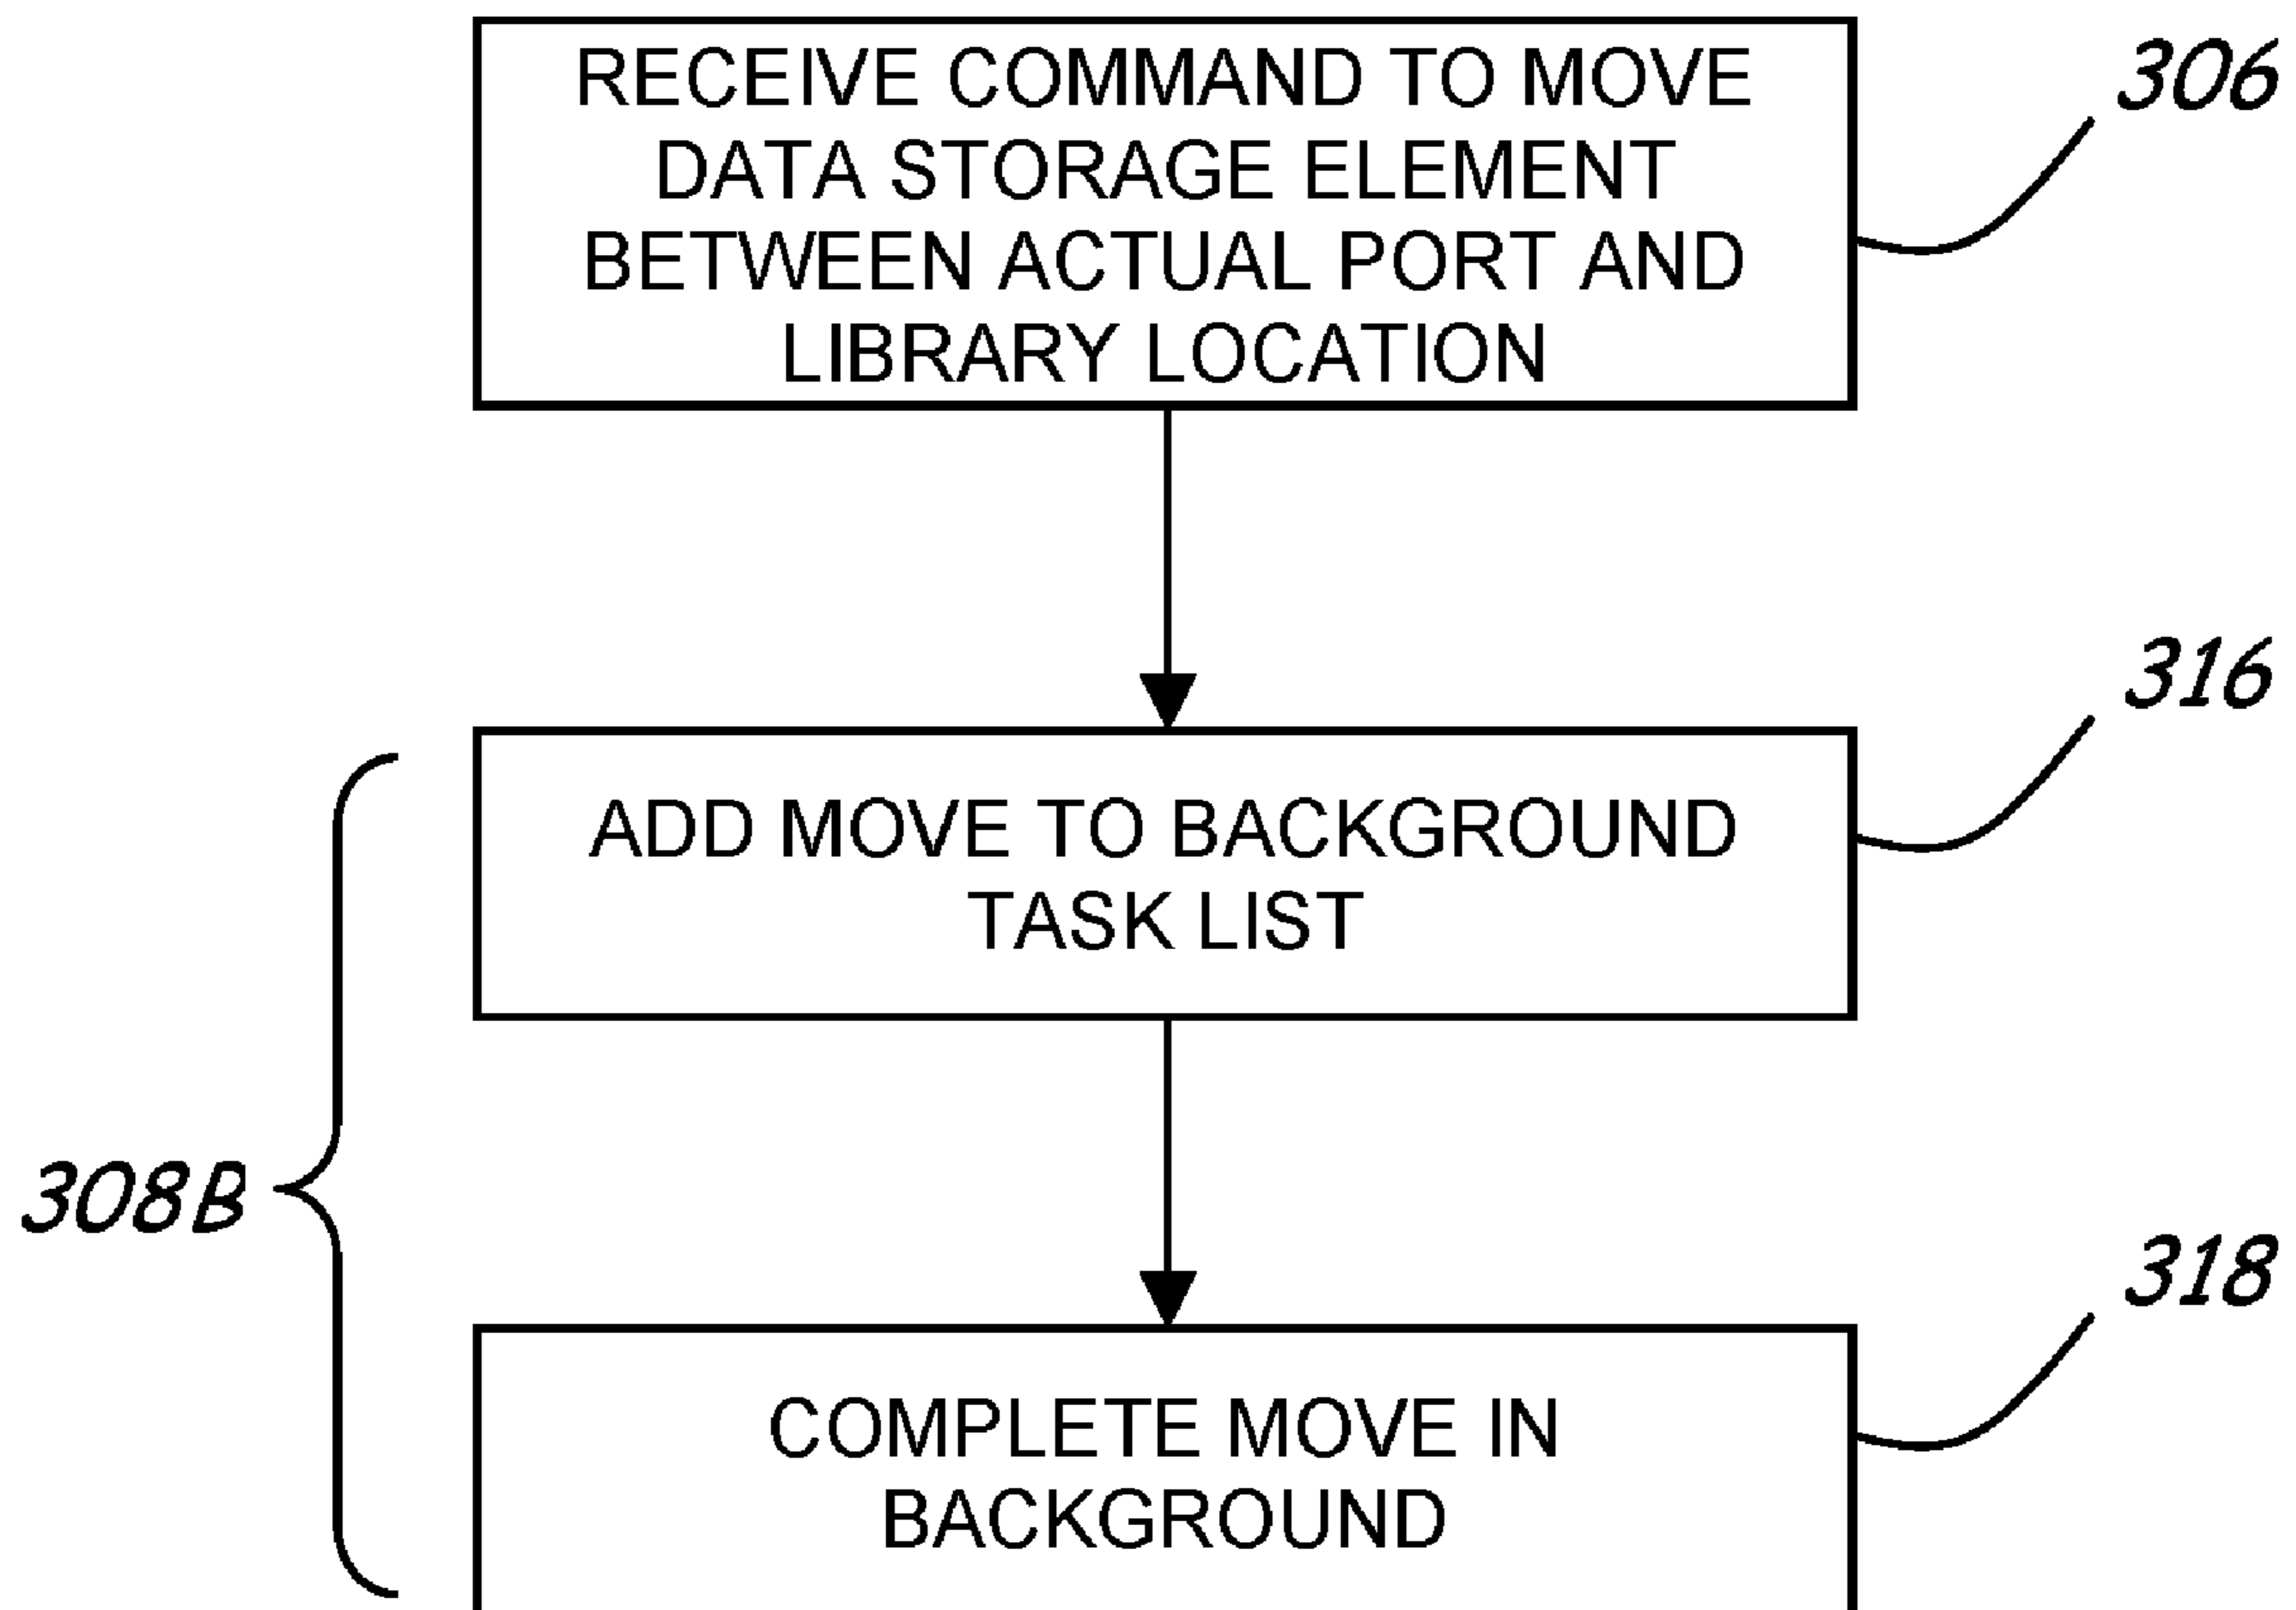 RECEIVE COMMAND TO MOVE
DATA STORAGE ELEMENT
BETWEEN ACTUAL PORT AND
LIBRARY LOCATION
306
ADD MOVE TO BACKGROUND
TASK LIST
316
308B
COMPLETE MOVE IN
BACKGROUND
318